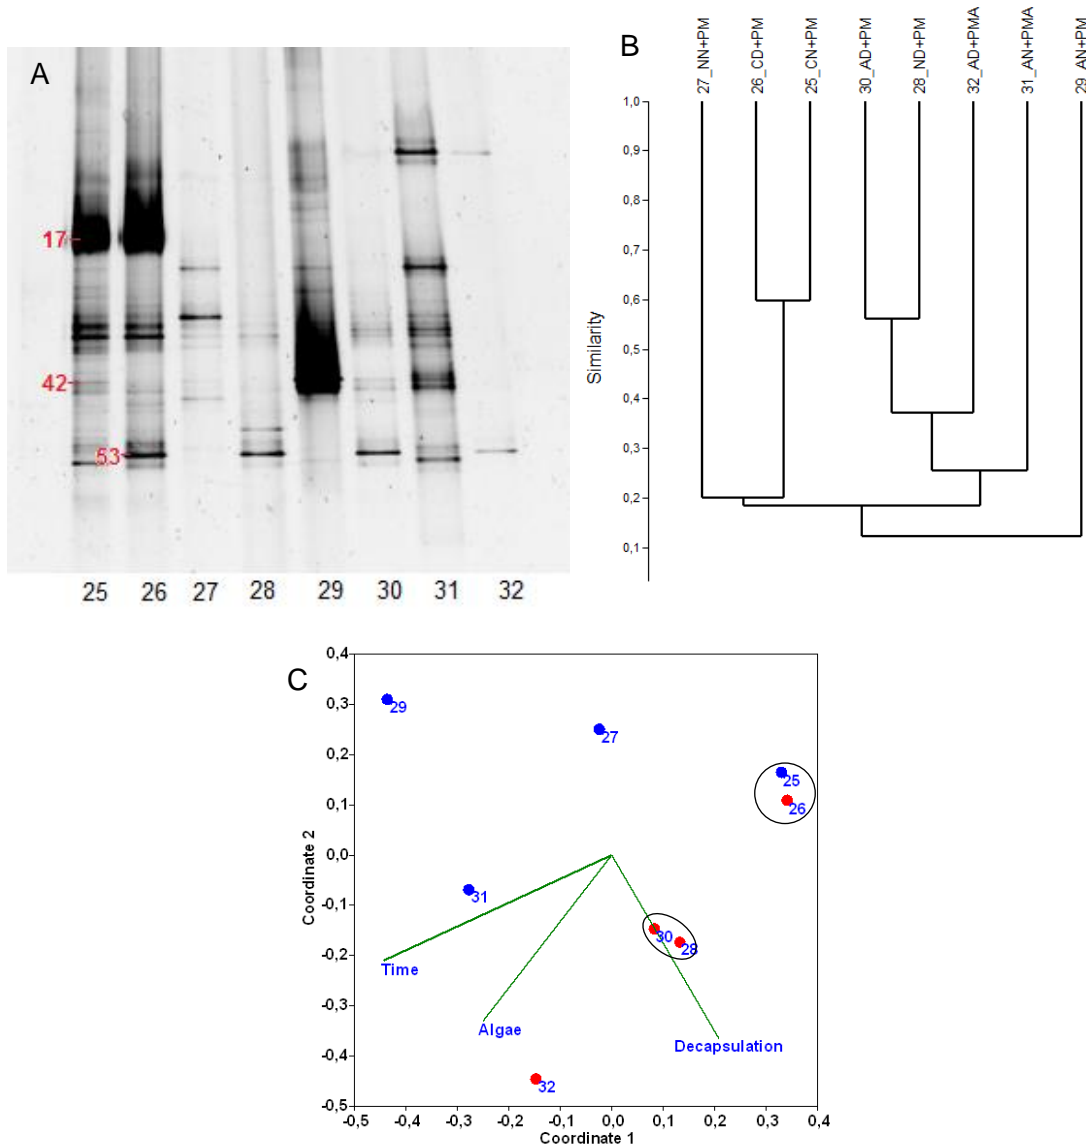 A
17
42
53
25 26 27 28 29 30 31 32
B
27_NN+PM
26_CD+PM
25_CN+PM
30_AD+PM
28_ND+PM
32_AD+PMA
31_AN+PMA
29_AN+PM
1,0
0,9
0,8
0,7
0,6
0,5
0,4
0,3
0,2
0,1
Similarity
C
0,4
0,3
0,2
0,1
0,0
-0,1
-0,2
-0,3
-0,4
-0,5
Coordinate 2
29
27
25
26
31
30
28
32
Time
Algae
Decapsulation
-0,5 -0,4 -0,3 -0,2 -0,1 0,0 0,1 0,2 0,3 0,4
Coordinate 1